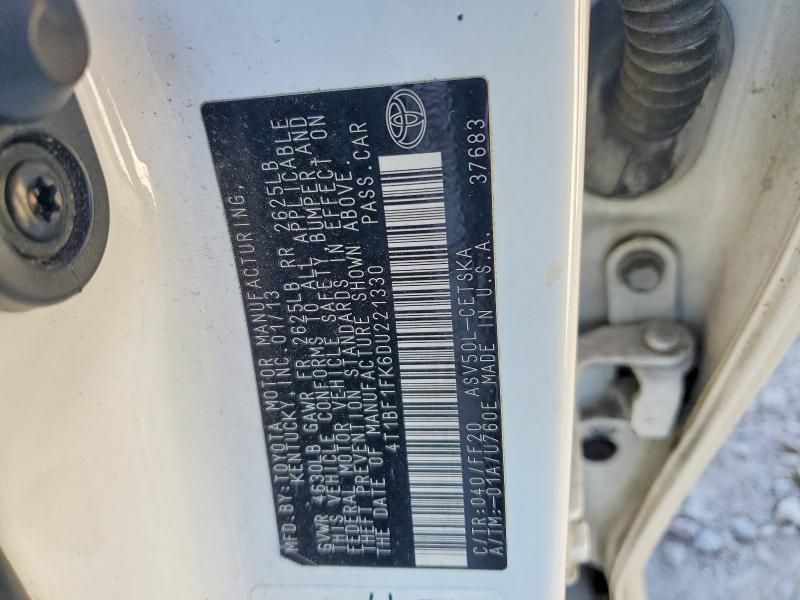 MFD.BY:TOYOTA MOTOR MANUFACTURING,
KENTUCKY, INC. 01/13
GVWR 4630LB GAWR FR 2625LB RR 2625LB
THIS VEHICLE CONFORMS TO ALL APPLICABLE
FEDERAL MOTOR VEHICLE SAFETY, BUMPER, AND
THEFT PREVENTION STANDARDS IN EFFECT ON
THE DATE OF MANUFACTURE SHOWN ABOVE.
4T1BF1FK6DU221330 PASS.CAR
C/TR:040/FF20 ASV50L-CETSKA 37683
A/TM:-01A/U760E MADE IN U.S.A.